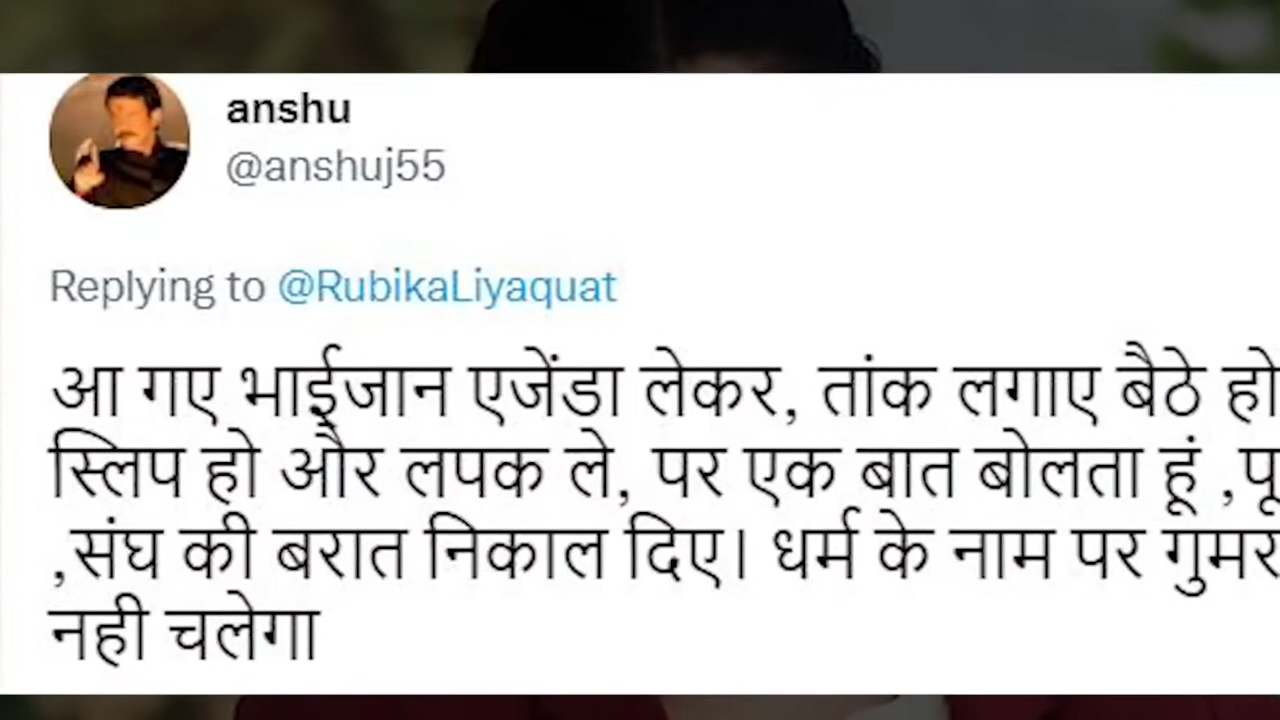 anshu
@anshuj55
Replying to @RubikaLiyaquat
आ गए भाईजान एजेंडा लेकर, तांक लगाए बैठे हो
स्लिप हो और लपक ले, पर एक बात बोलता हूं ,
,संघ की बरात निकाल दिए। धर्म के नाम पर
नही चलेगा